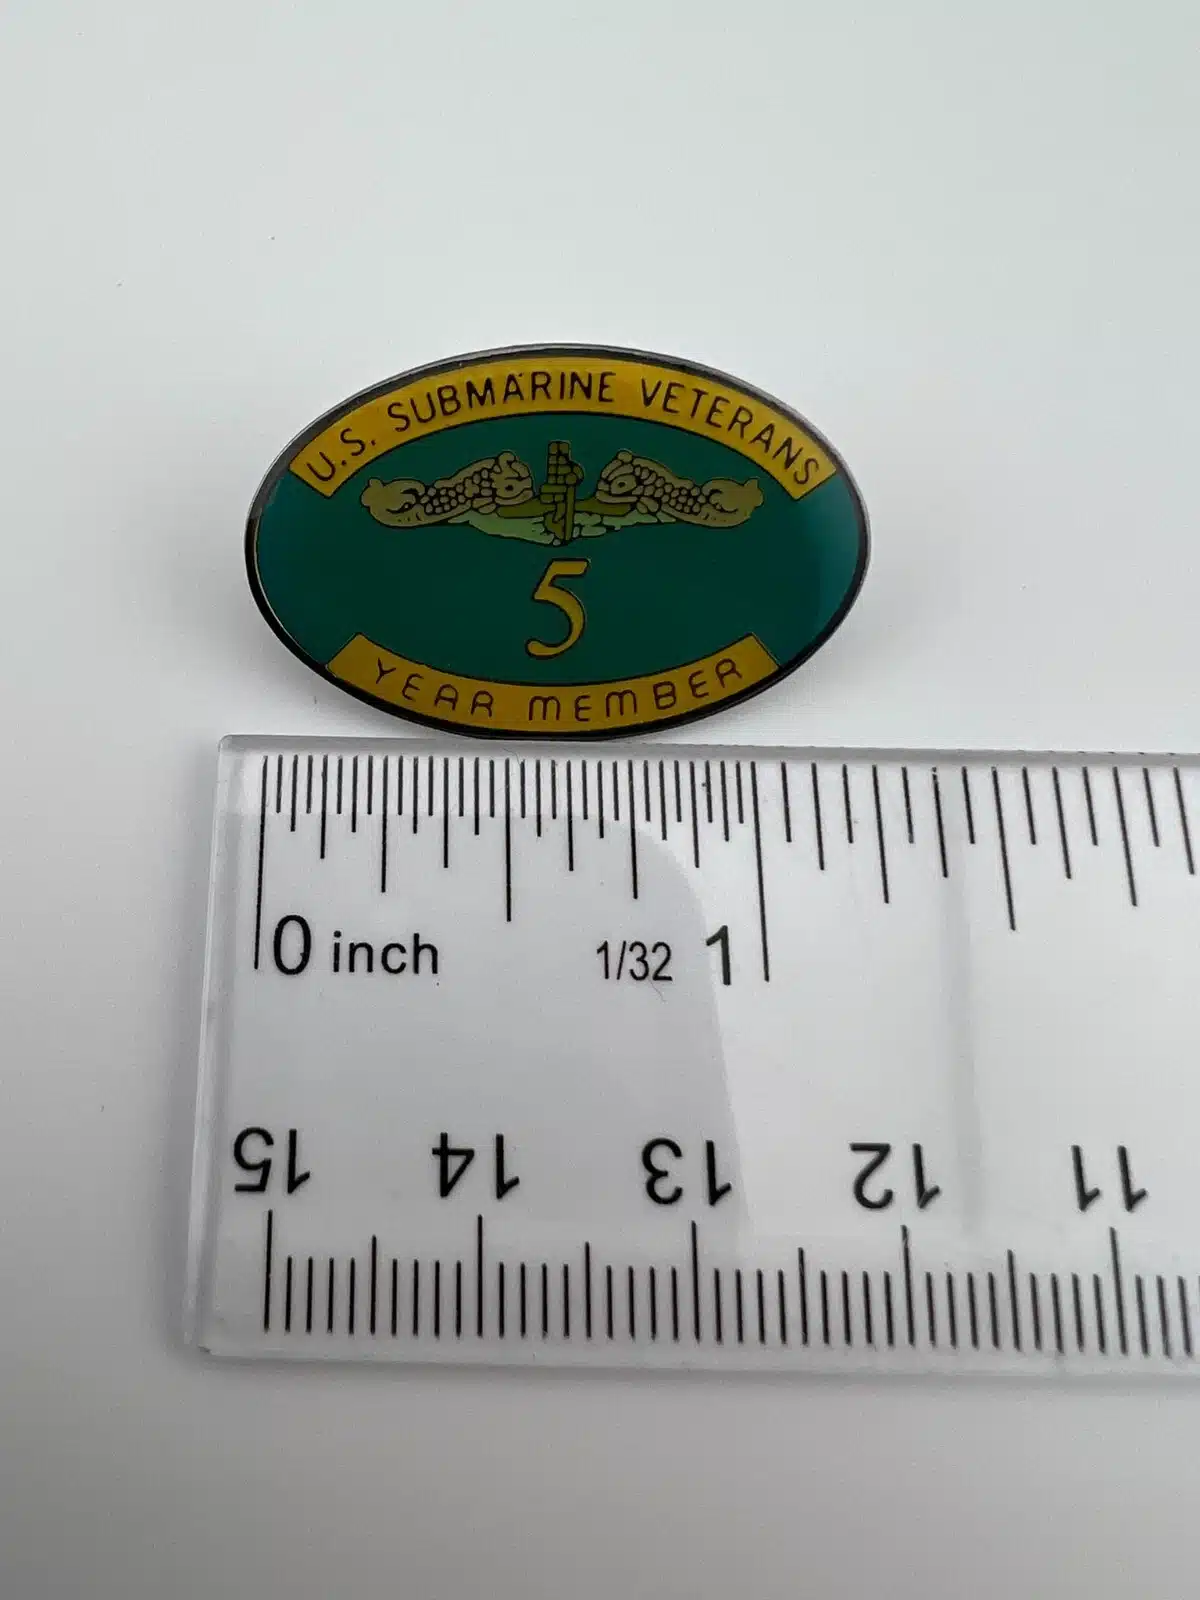 U.S. SUBMARINE VETERANS
5
YEAR MEMBER
0 inch 1/32 1
15 14 13 12 11